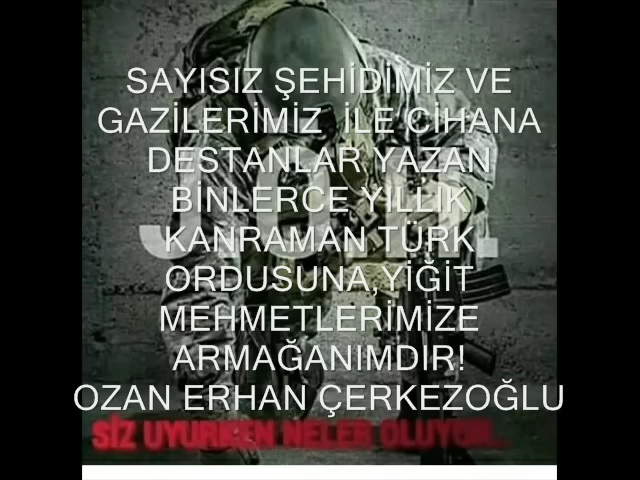 SAYISIZ ŞEHİDİMİZ VE
GAZİLERİMİZ İLE CİHANA
DESTANLAR YAZAN
BİNLERCE YILLIK
KANRAMAN TÜRK
ORDUSUNA,YİĞİT
MEHMETLERİMİZE
ARMAĞANIMDIR!
OZAN ERHAN ÇERKEZOĞLU
SİZ UYURKEN NELER OLUYOR...